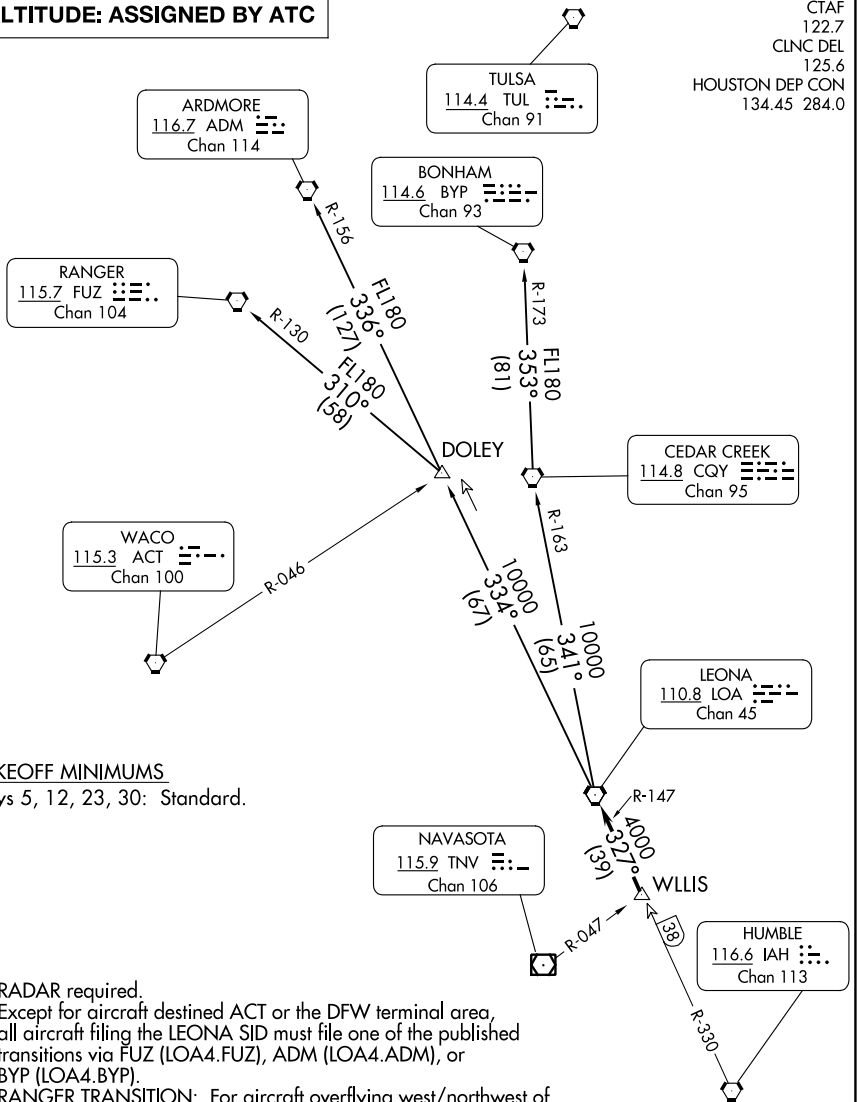 LTITUDE: ASSIGNED BY ATC
CTAF
122.7
CLNC DEL
125.6
HOUSTON DEP CON
134.45 284.0
TULSA
114.4 TUL
Chan 91
ARDMORE
116.7 ADM
Chan 114
BONHAM
114.6 BYP
Chan 93
RANGER
115.7 FUZ
Chan 104
R-156
R-130
R-173
FL180
336°
(127)
FL180
310°
(58)
FL180
353°
(81)
DOLEY
CEDAR CREEK
114.8 CQY
Chan 95
WACO
115.3 ACT
Chan 100
R-046
R-163
10000
334°
(67)
10000
341°
(65)
LEONA
110.8 LOA
Chan 45
KEOFF MINIMUMS
ys 5, 12, 23, 30: Standard.
R-147
4000
327°
(39)
NAVASOTA
115.9 TNV
Chan 106
WLLIS
R-047
38
HUMBLE
116.6 IAH
Chan 113
R-330
RADAR required.
Except for aircraft destined ACT or the DFW terminal area,
all aircraft filing the LEONA SID must file one of the published
transitions via FUZ (LOA4.FUZ), ADM (LOA4.ADM), or
BYP (LOA4.BYP).
RANGER TRANSITION: For aircraft overflying west/northwest of